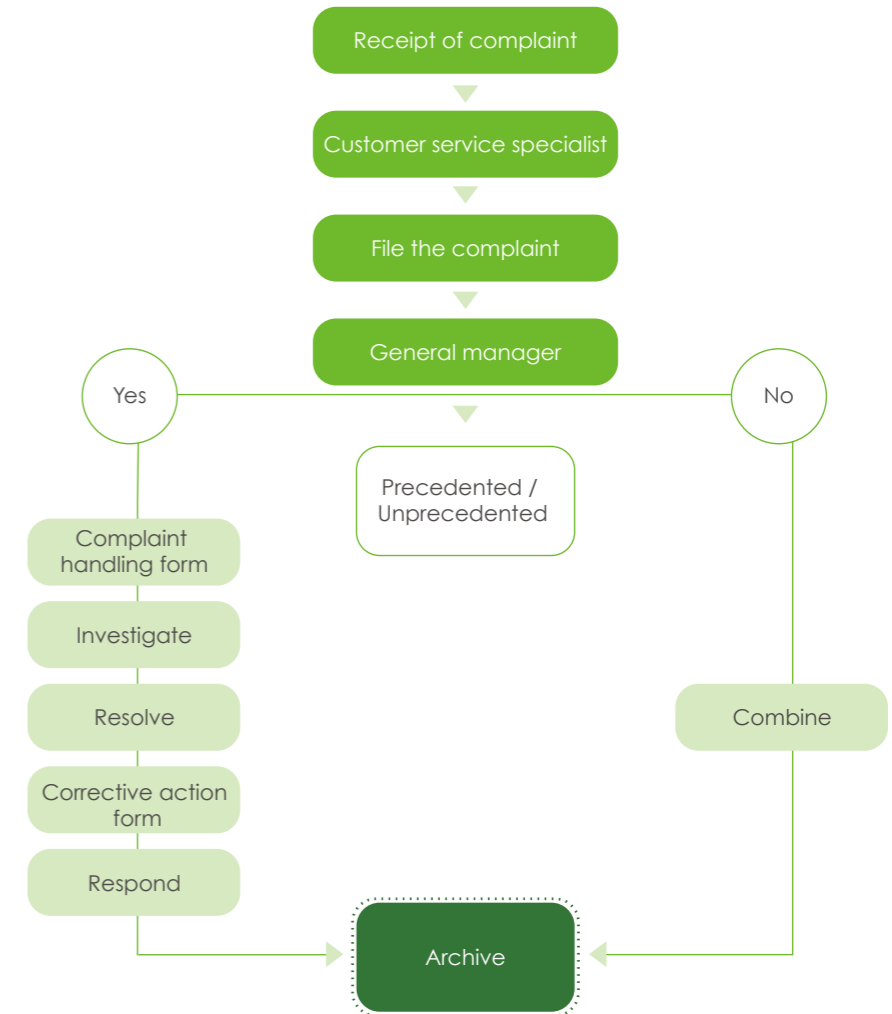 Receipt of complaint
Customer service specialist
File the complaint
General manager
Yes
No
Precedented /
Unprecedented
Complaint
handling form
Investigate
Resolve
Combine
Corrective action
form
Respond
Archive